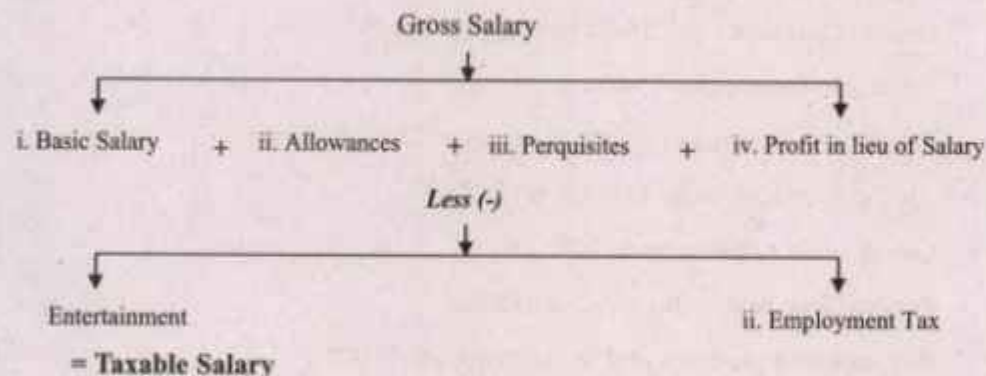 Gross Salary
i. Basic Salary + ii. Allowances + iii. Perquisites + iv. Profit in lieu of Salary
Less (-)
Entertainment ii. Employment Tax
= Taxable Salary